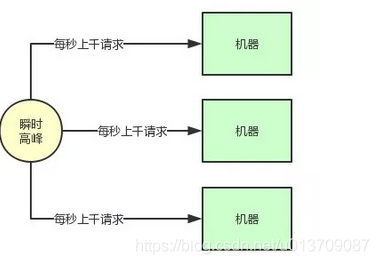 每秒上千请求
机器
瞬时
高峰
每秒上千请求
机器
每秒上千请求
机器
https://blog.csdn.net/u013709087